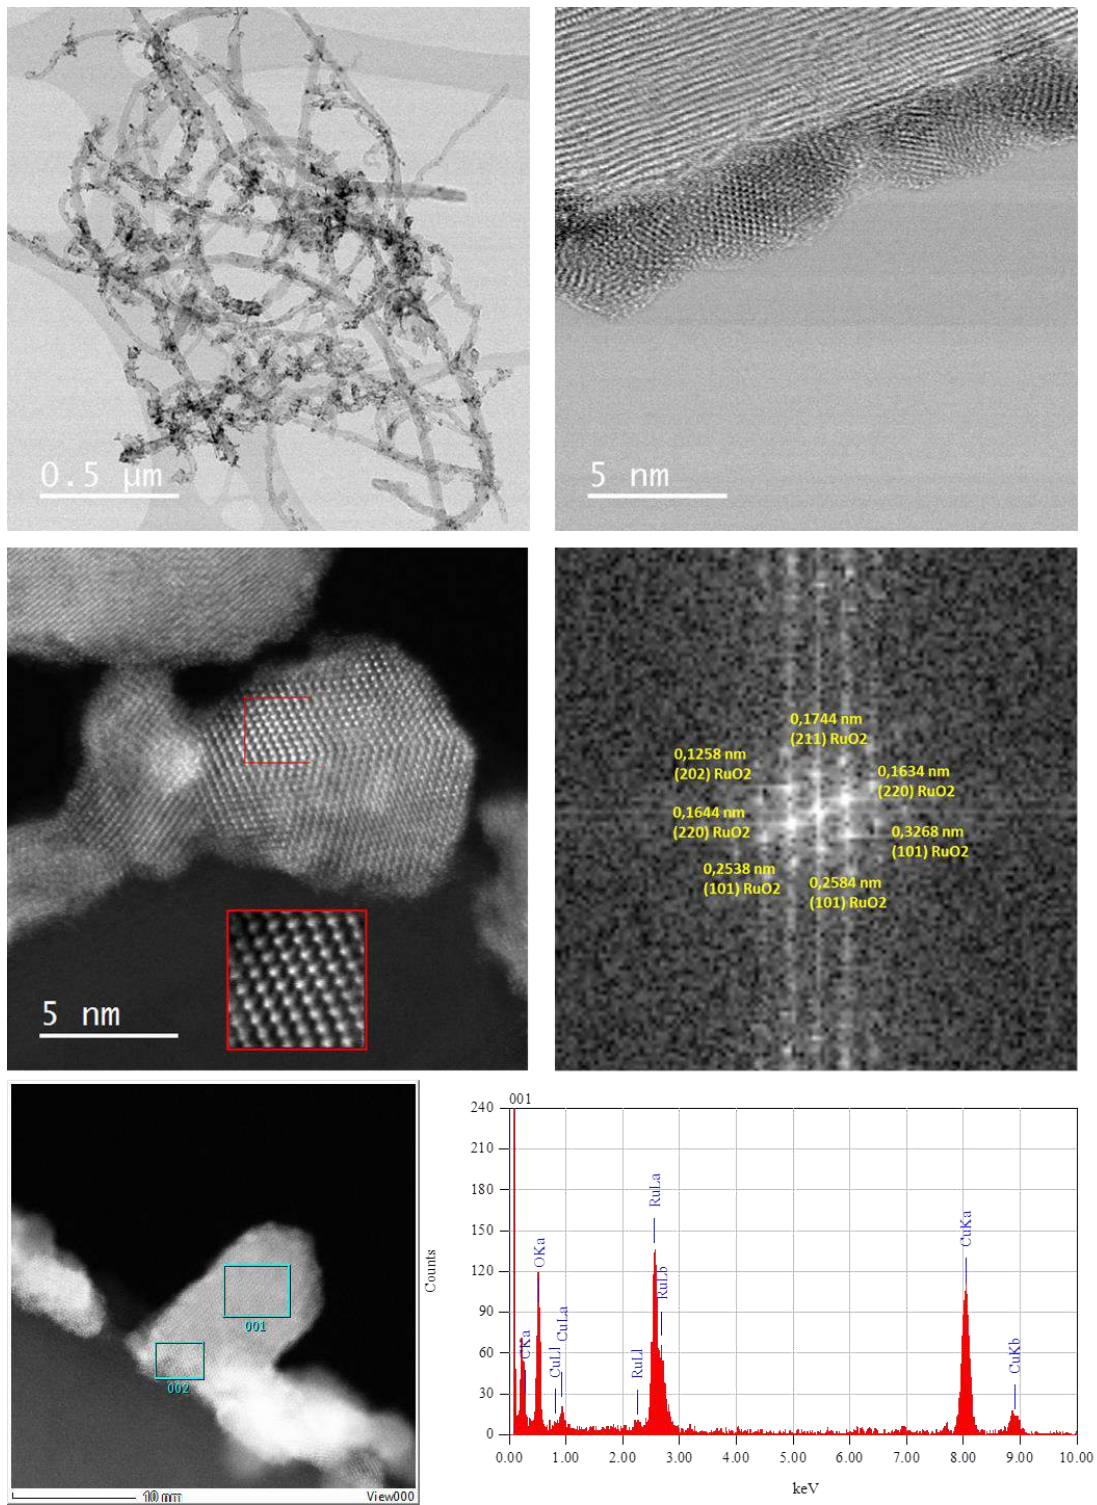 0.5 µm
5 nm
5 nm
0,1744 nm
(211) RuO2
0,1258 nm
(202) RuO2
0,1634 nm
(220) RuO2
0,1644 nm
(220) RuO2
0,3268 nm
(101) RuO2
0,2538 nm
(101) RuO2
0,2584 nm
(101) RuO2
001
002
10 nm
View000
001
Counts
240
210
180
150
120
90
60
30
0
CKa
OKa
CuLl
CuLa
RuLl
RuLa
RuLb
CuKa
CuKb
0.00 1.00 2.00 3.00 4.00 5.00 6.00 7.00 8.00 9.00 10.00
keV